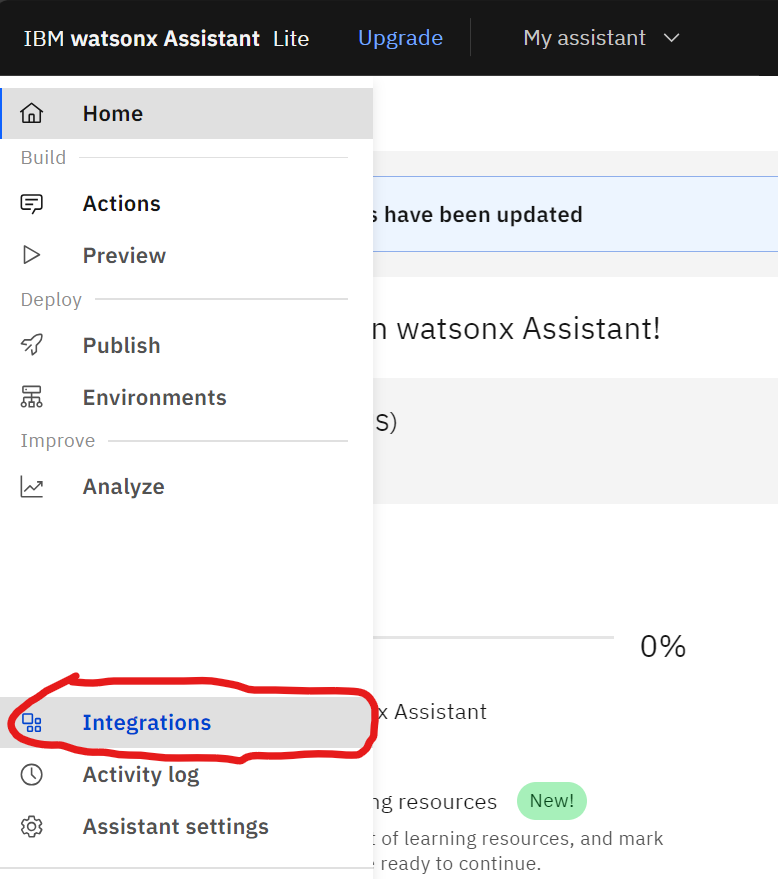 IBM watsonx Assistant Lite Upgrade My assistant
Home
Build
Actions
have been updated
Preview
Deploy
watsonx Assistant!
Publish
Environments
S)
Improve
Analyze
0%
Integrations
Assistant
Activity log
resources New!
Assistant settings
of learning resources, and mark
ready to continue.